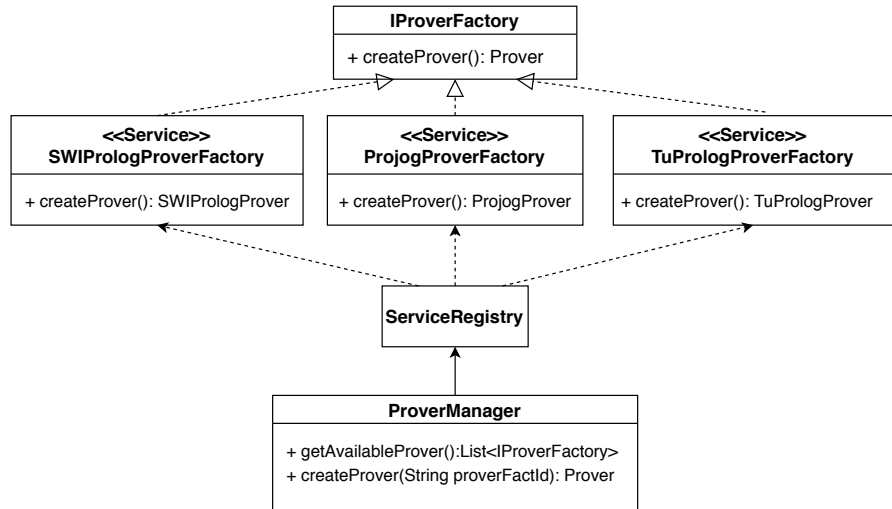 IProverFactory
+ createProver(): Prover
<<Service>>
SWIPrologProverFactory
+ createProver(): SWIPrologProver
<<Service>>
ProjogProverFactory
+ createProver(): ProjogProver
<<Service>>
TuPrologProverFactory
+ createProver(): TuPrologProver
ServiceRegistry
ProverManager
+ getAvailableProver():List<IProverFactory>
+ createProver(String proverFactId): Prover